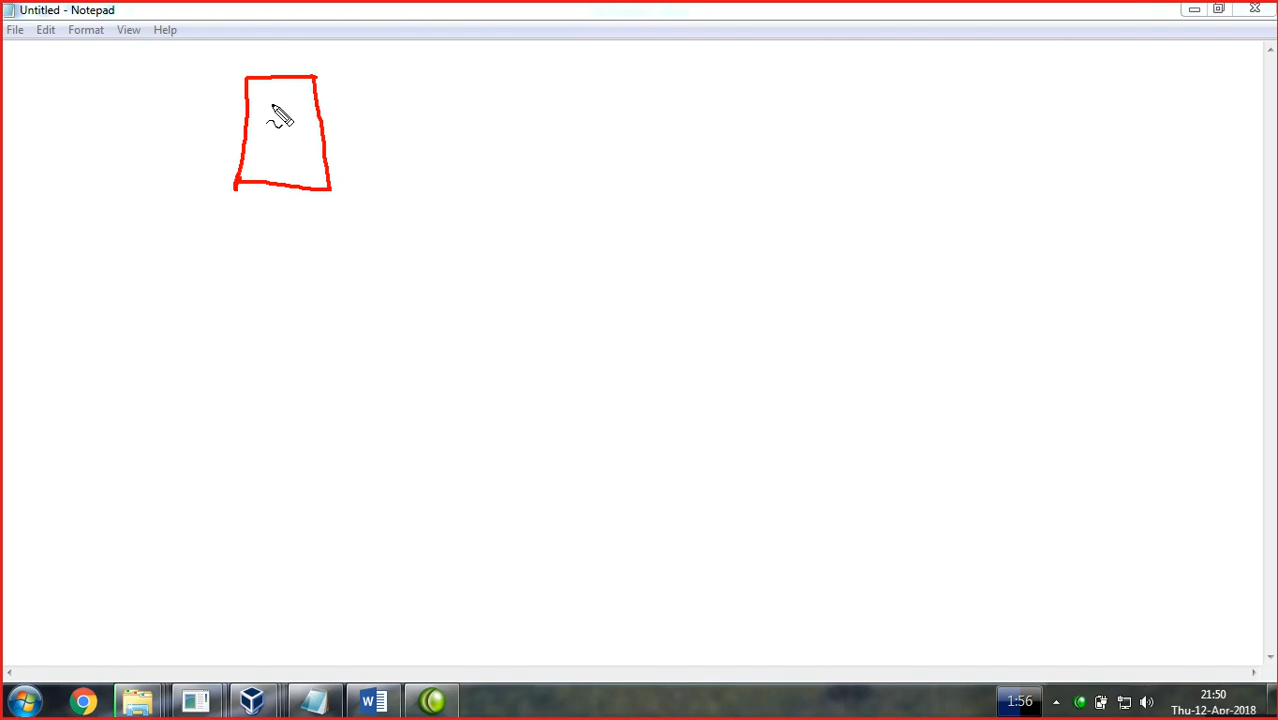 Untitled - Notepad
File Edit Format View Help
1:56
21:50
Thu-12-Apr-2018